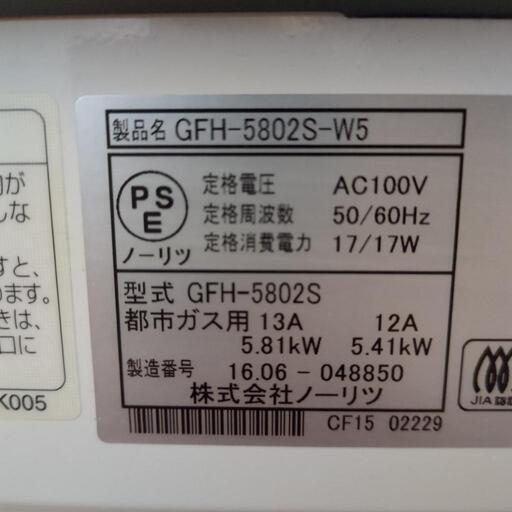 製品名 GFH-5802S-W5
PS
E
ノーリツ
定格電圧 AC100V
定格周波数 50/60Hz
定格消費電力 17/17W
型式 GFH-5802S
都市ガス用 13A 12A
5.81kW 5.41kW
製造番号 16.06-048850
株式会社ノーリツ
CF15 02229
が
しな
すと、
ります。
きは、
口に
K005
JIA